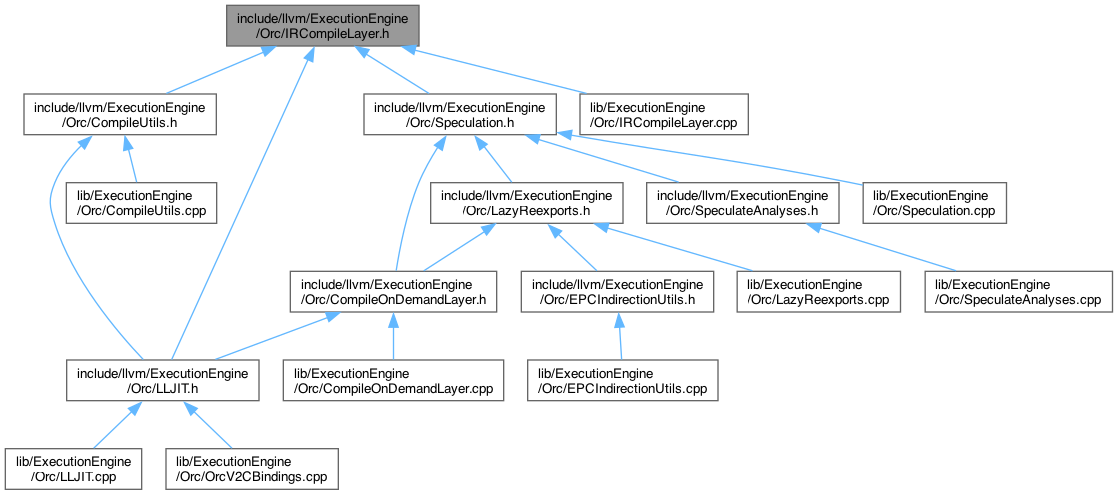 include/llvm/ExecutionEngine
/Orc/IRCompileLayer.h
include/llvm/ExecutionEngine
/Orc/CompileUtils.h
include/llvm/ExecutionEngine
/Orc/Speculation.h
lib/ExecutionEngine
/Orc/IRCompileLayer.cpp
lib/ExecutionEngine
/Orc/CompileUtils.cpp
include/llvm/ExecutionEngine
/Orc/LazyReexports.h
include/llvm/ExecutionEngine
/Orc/SpeculateAnalyses.h
lib/ExecutionEngine
/Orc/Speculation.cpp
include/llvm/ExecutionEngine
/Orc/CompileOnDemandLayer.h
include/llvm/ExecutionEngine
/Orc/EPCIndirectionUtils.h
lib/ExecutionEngine
/Orc/LazyReexports.cpp
lib/ExecutionEngine
/Orc/SpeculateAnalyses.cpp
include/llvm/ExecutionEngine
/Orc/LLJIT.h
lib/ExecutionEngine
/Orc/CompileOnDemandLayer.cpp
lib/ExecutionEngine
/Orc/EPCIndirectionUtils.cpp
lib/ExecutionEngine
/Orc/LLJIT.cpp
lib/ExecutionEngine
/Orc/OrcV2CBindings.cpp